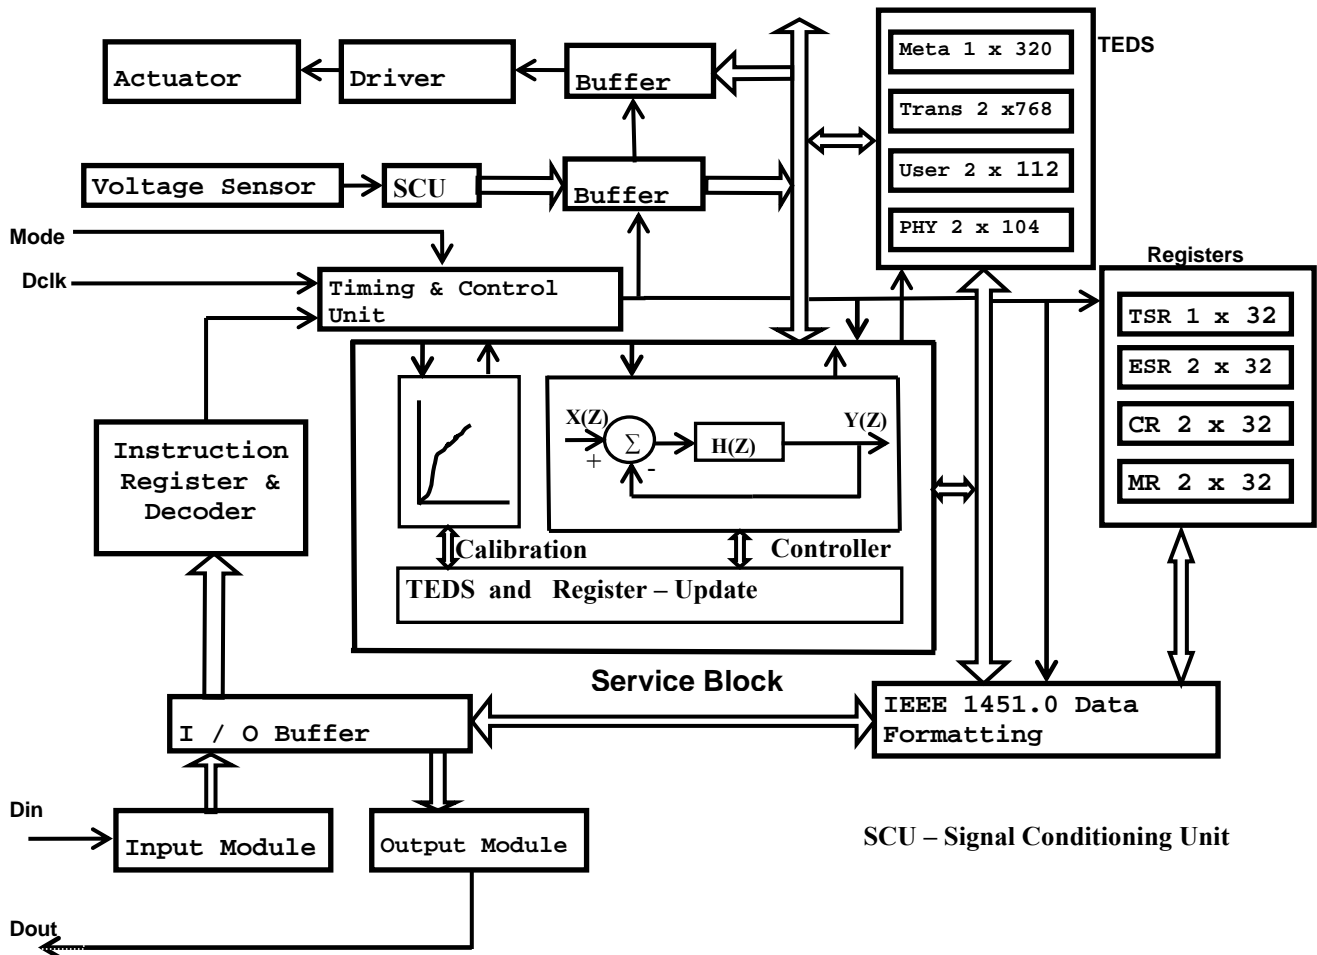 TEDS
Meta 1 x 320
Trans 2 x768
User 2 x 112
PHY 2 x 104
Actuator
Driver
Buffer
Voltage Sensor
SCU
Buffer
Mode
Dclk
Timing & Control
Unit
Registers
TSR 1 x 32
ESR 2 x 32
CR 2 x 32
MR 2 x 32
Instruction
Register &
Decoder
X(Z)
+
Σ
-
H(Z)
Y(Z)
Calibration
Controller
TEDS and Register – Update
Service Block
I / O Buffer
IEEE 1451.0 Data
Formatting
Din
Input Module
Output Module
SCU – Signal Conditioning Unit
Dout